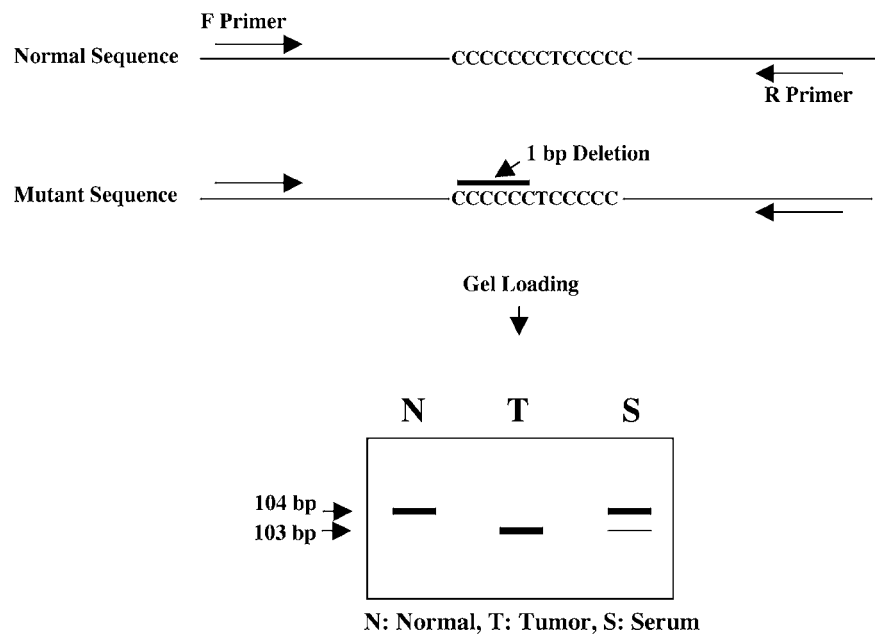 F Primer
Normal Sequence CCCCCCCTCCCCC
R Primer
1 bp Deletion
Mutant Sequence CCCCCCTCCCCC
Gel Loading
N T S
104 bp
103 bp
N: Normal, T: Tumor, S: Serum